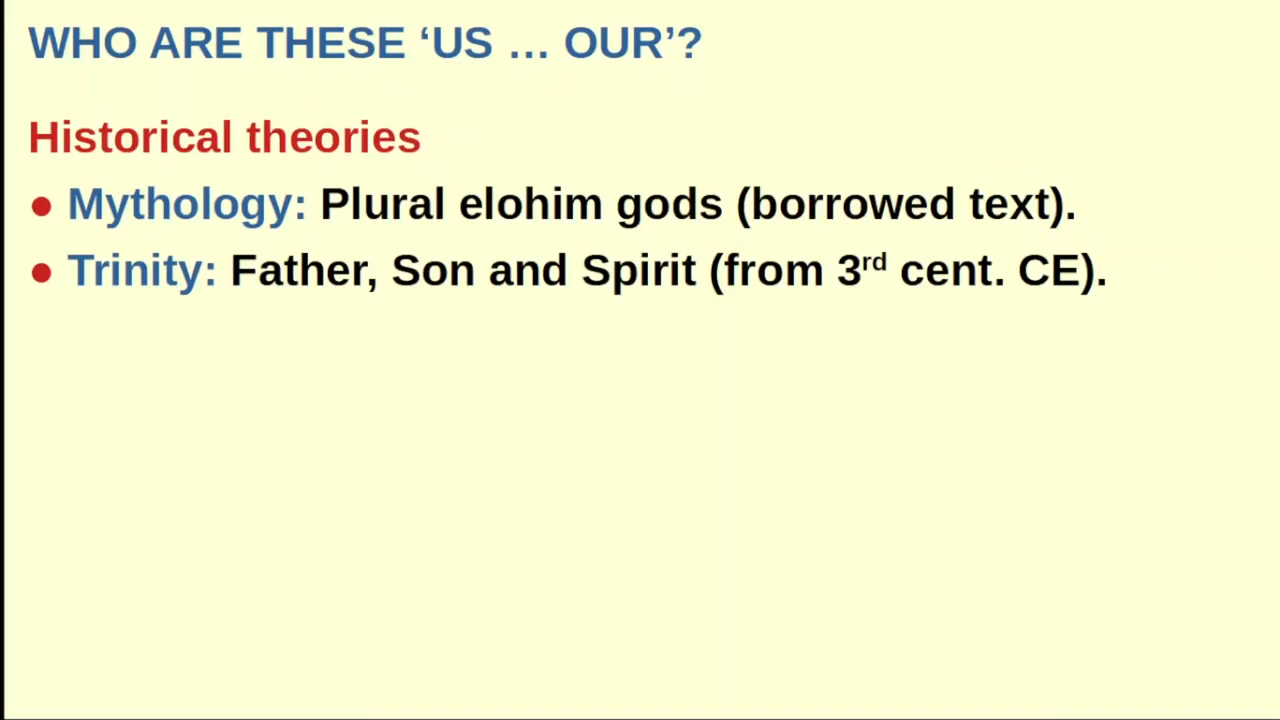 WHO ARE THESE ‘US … OUR’?
Historical theories
● Mythology: Plural elohim gods (borrowed text).
● Trinity: Father, Son and Spirit (from 3rd cent. CE).